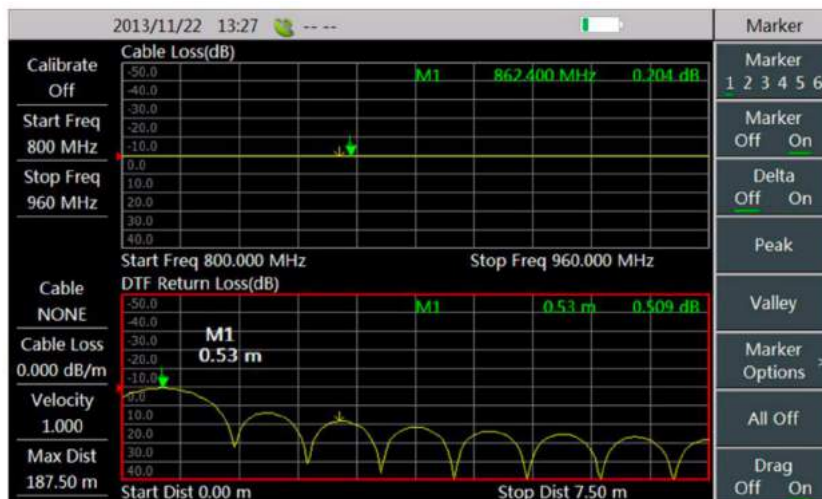 2013/11/22 13:27 -- --
Marker
Calibrate
Off
Start Freq
800 MHz
Stop Freq
960 MHz
Cable
NONE
Cable Loss
0.000 dB/m
Velocity
1.000
Max Dist
187.50 m
Cable Loss(dB)
M1 862.400 MHz 0.204 dB
-50.0
-40.0
-30.0
-20.0
-10.0
0.0
10.0
20.0
30.0
40.0
Start Freq 800.000 MHz Stop Freq 960.000 MHz
DTF Return Loss(dB)
M1 0.53 m 0.509 dB
-50.0
-40.0
-30.0
-20.0
-10.0
0.0
10.0
20.0
30.0
40.0
M1
0.53 m
Start Dist 0.00 m Stop Dist 7.50 m
Marker
1 2 3 4 5 6
Marker
Off On
Delta
Off On
Peak
Valley
Marker
Options >
All Off
Drag
Off On